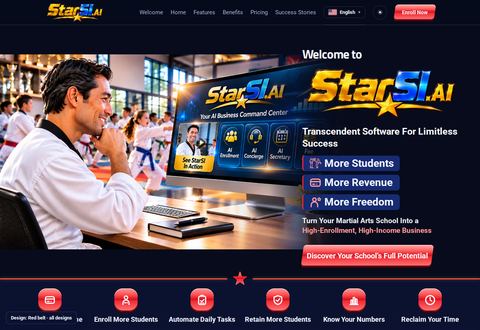 StarSI.AI
Welcome
Home
Features
Benefits
Pricing
Success Stories
English
Enroll Now
Welcome to
StarSI.AI
StarSI.AI
Your AI Business Command Center
See StarSI
In Action
AI
Enrollment
AI
Concierge
AI
Secretary
Transcendent Software For Limitless
Success
More Students
More Revenue
More Freedom
Turn Your Martial Arts School Into a
High-Enrollment, High-Income Business
Discover Your School's Full Potential
Design: Red belt · all designs
Enroll More Students
Automate Daily Tasks
Retain More Students
Know Your Numbers
Reclaim Your Time